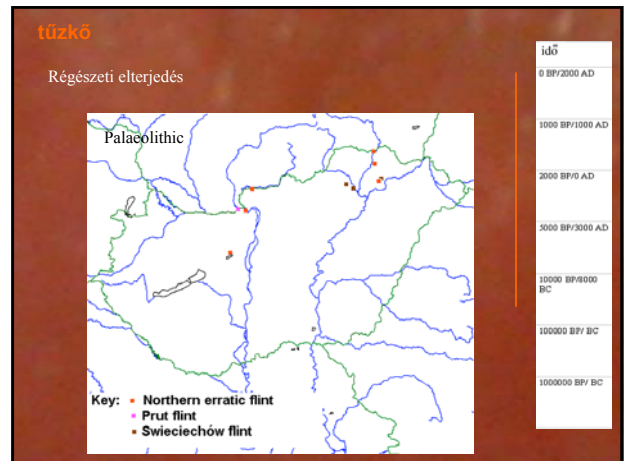 tűzkő
Régészeti elterjedés
Palaeolithic
Key: Northern erratic flint
Prut flint
Swieciechów flint
idő
0 BP/2000 AD
1000 BP/1000 AD
2000 BP/0 AD
5000 BP/3000 AD
10000 BP/8000
BC
100000 BP/ BC
1000000 BP/ BC